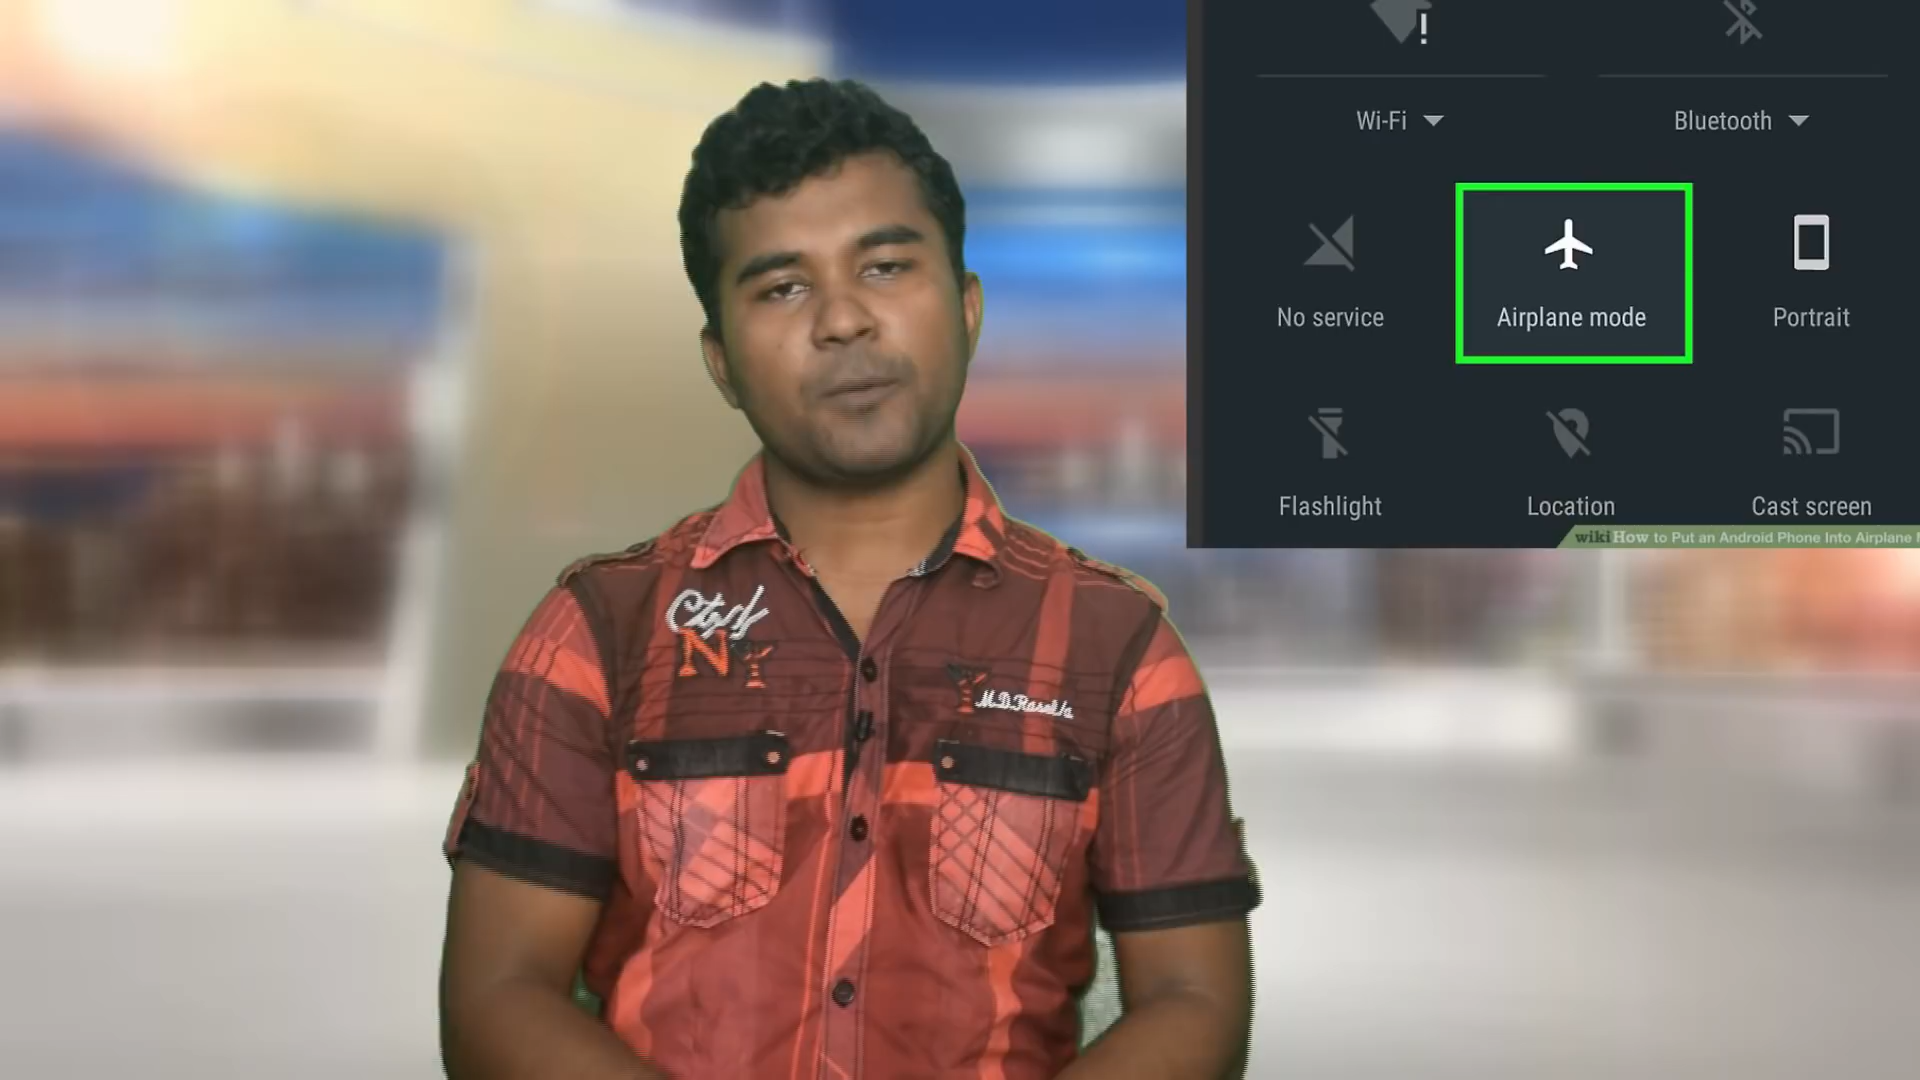 Wi-Fi
Bluetooth
No service
Airplane mode
Portrait
Flashlight
Location
Cast screen
wikiHow to Put an Android Phone Into Airplane
N